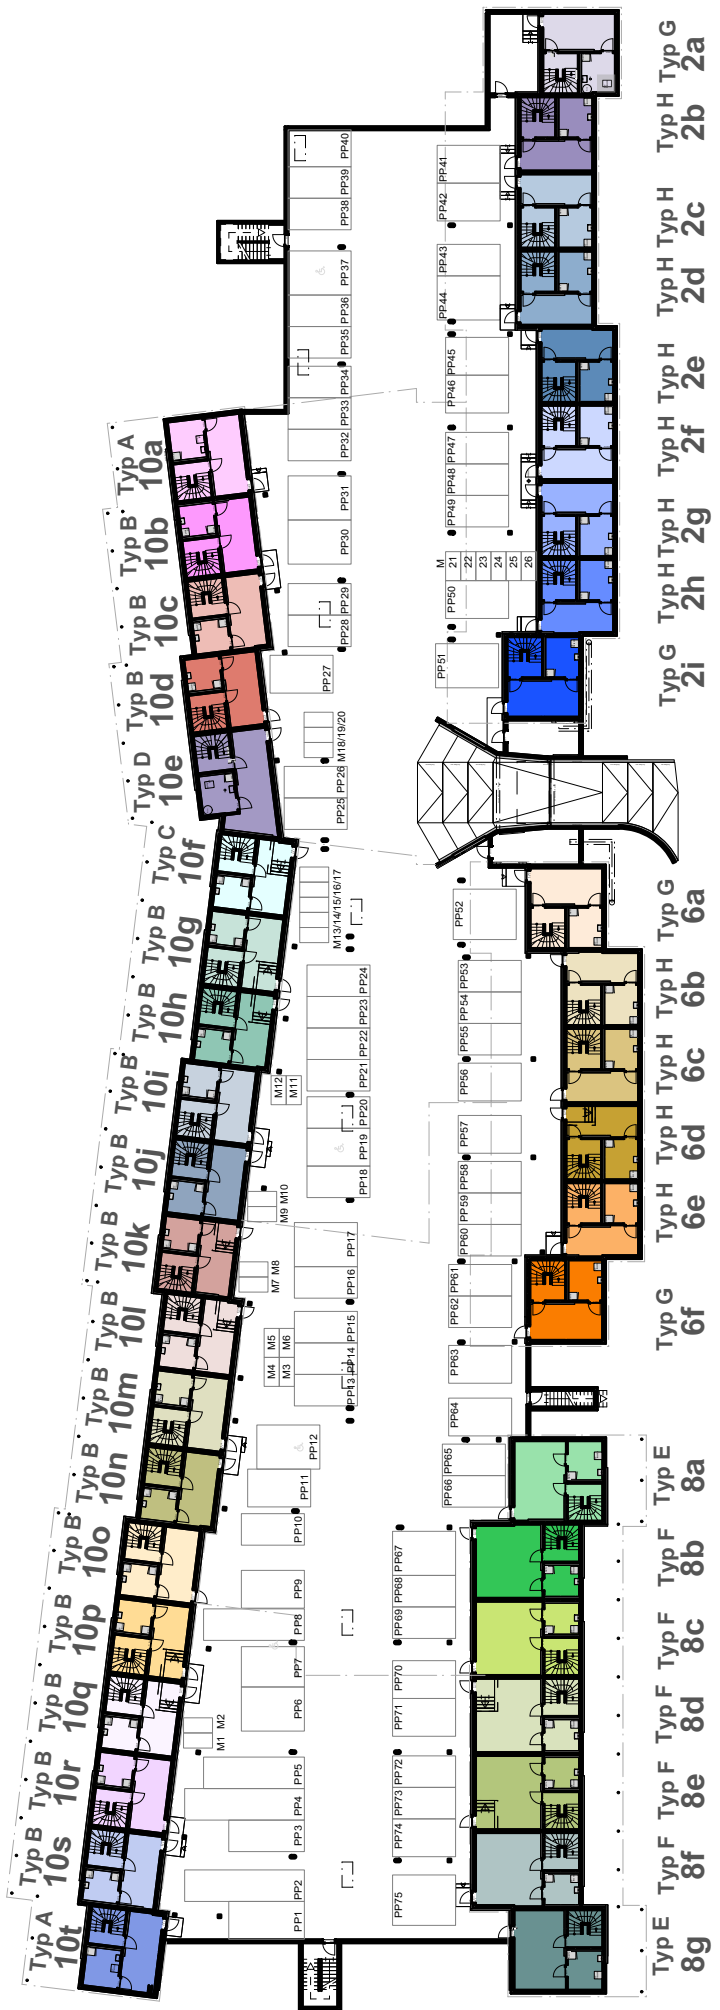 Typ G
2a
Typ H
2b
Typ H
2c
Typ H
2d
Typ H
2e
Typ H
2f
Typ H
2g
Typ H
2h
Typ G
2i
Typ G
6a
Typ H
6b
Typ H
6c
Typ H
6d
Typ H
6e
Typ G
6f
Typ E
8a
Typ F
8b
Typ F
8c
Typ F
8d
Typ F
8e
Typ F
8f
Typ E
8g
Typ A
10a
Typ B
10b
Typ B
10c
Typ B
10d
Typ D
10e
Typ C
10f
Typ B
10g
Typ B
10h
Typ B
10i
Typ B
10j
Typ B
10k
Typ B
10l
Typ B
10m
Typ B
10n
Typ B
10o
Typ B
10p
Typ B
10q
Typ B
10r
Typ B
10s
Typ A
10t
PP40
PP39
PP38
PP37
PP36
PP35
PP34
PP33
PP32
PP31
PP30
PP29
PP28
PP27
M18/19/20
PP26
PP25
M13/14/15/16/17
PP24
PP23
PP22
PP21
M12
M11
PP20
PP19
PP18
M10
M9
PP17
PP16
M8
M7
PP15
PP14
PP13
M5
M6
M4
M3
PP12
PP11
PP10
PP9
PP8
PP7
PP6
M2
M1
PP5
PP4
PP3
PP2
PP1
PP41
PP42
PP43
PP44
PP45
PP46
PP47
PP48
PP49
M
21
22
23
24
25
26
PP50
PP51
PP52
PP53
PP54
PP55
PP56
PP57
PP58
PP59
PP60
PP61
PP62
PP63
PP64
PP65
PP66
PP67
PP68
PP69
PP70
PP71
PP72
PP73
PP74
PP75